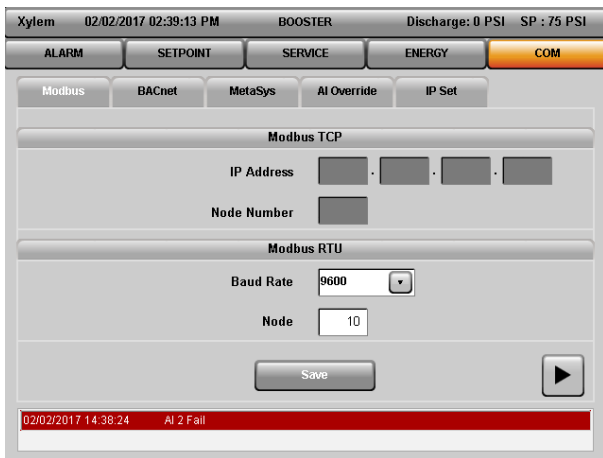 Xylem 02/02/2017 02:39:13 PM BOOSTER Discharge: 0 PSI SP : 75 PSI
ALARM SETPOINT SERVICE ENERGY COM
Modbus BACnet MetaSys AI Override IP Set
Modbus TCP
IP Address . . .
Node Number
Modbus RTU
Baud Rate 9600
Node 10
Save
02/02/2017 14:38:24 AI 2 Fail